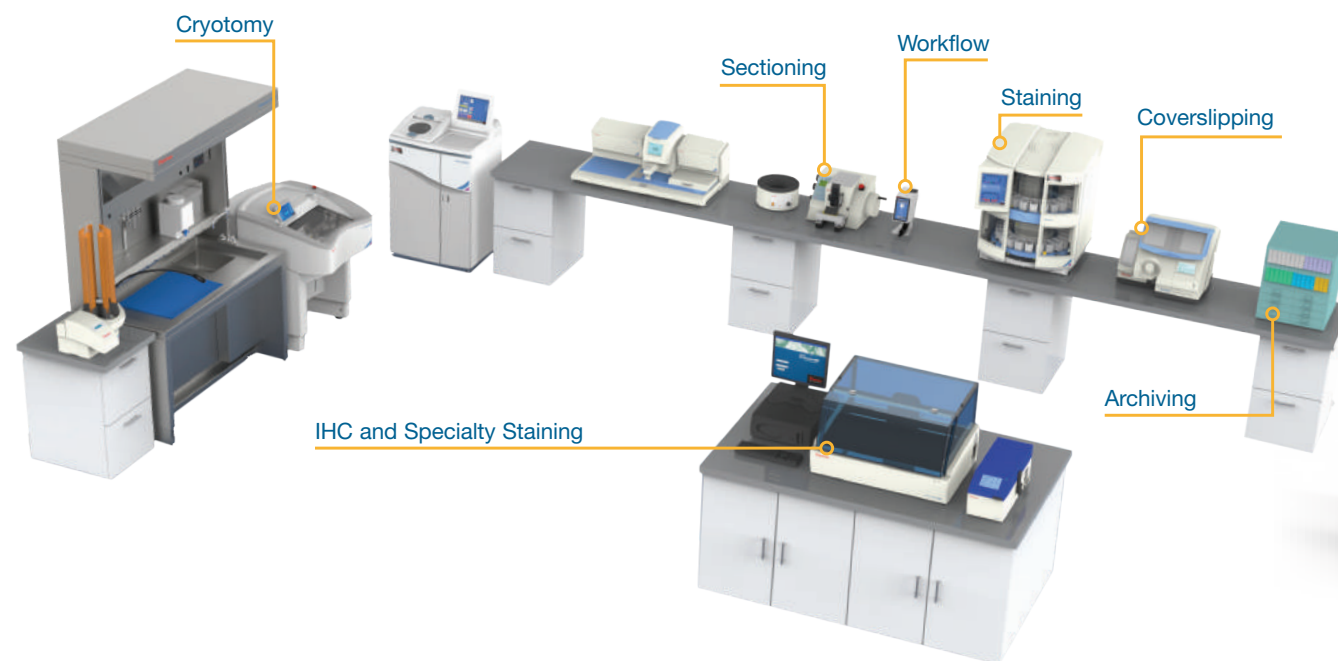 Cryotomy
Workflow
Sectioning
Staining
Coverslipping
Archiving
IHC and Specialty Staining